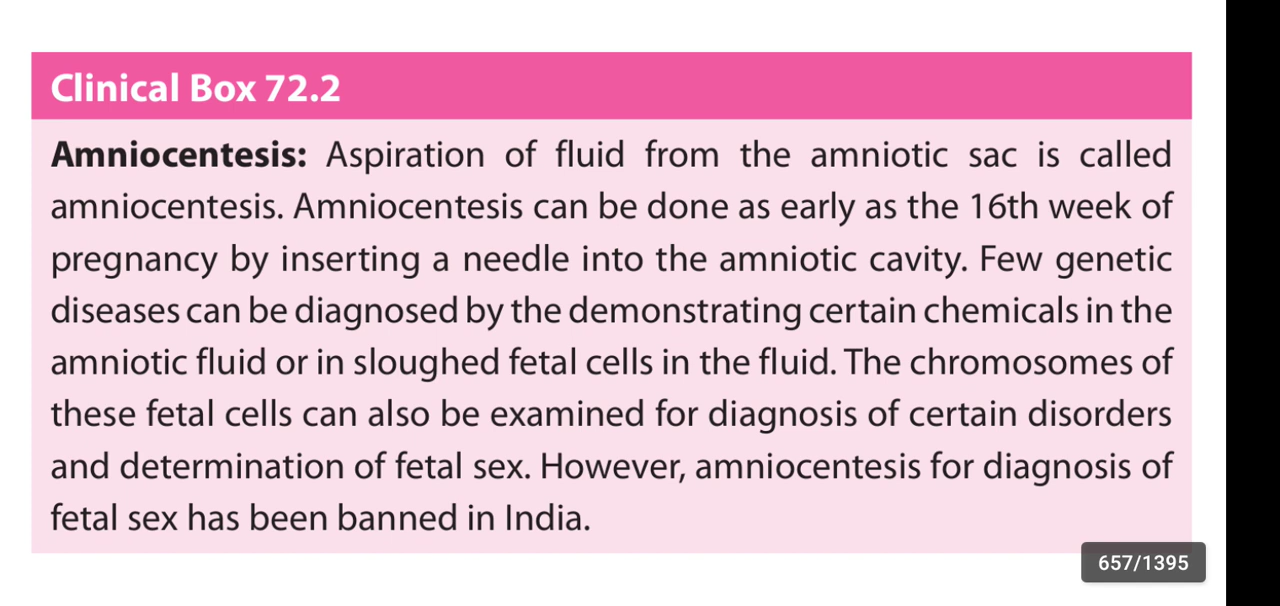 Clinical Box 72.2
Amniocentesis: Aspiration of fluid from the amniotic sac is called
amniocentesis. Amniocentesis can be done as early as the 16th week of
pregnancy by inserting a needle into the amniotic cavity. Few genetic
diseases can be diagnosed by the demonstrating certain chemicals in the
amniotic fluid or in sloughed fetal cells in the fluid. The chromosomes of
these fetal cells can also be examined for diagnosis of certain disorders
and determination of fetal sex. However, amniocentesis for diagnosis of
fetal sex has been banned in India.
657/1395